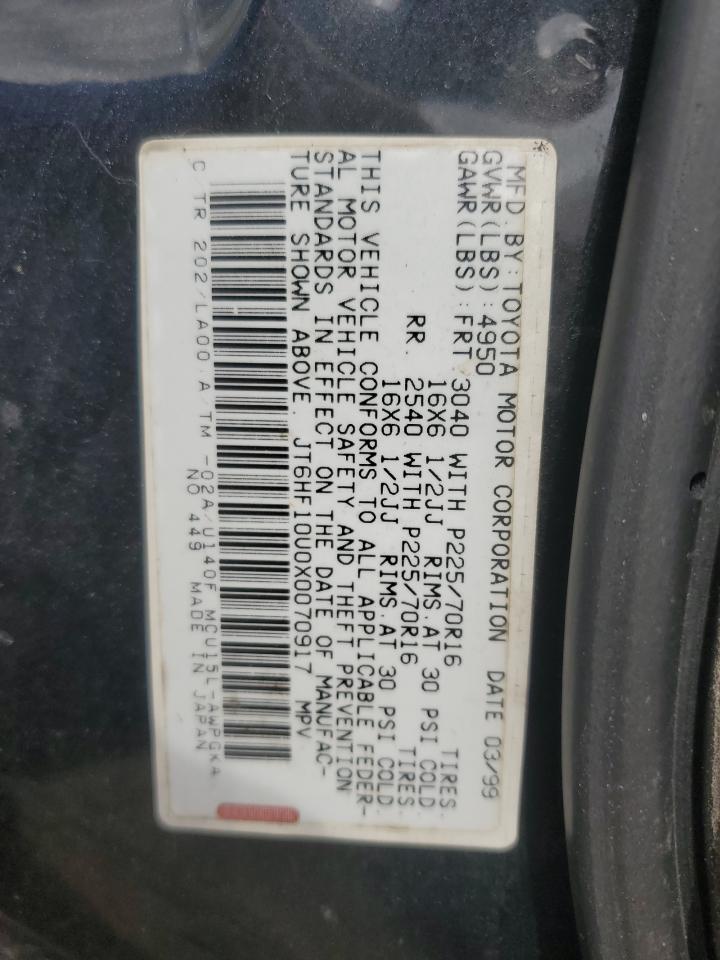 MFD. BY: TOYOTA MOTOR CORPORATION DATE 03/99
GVWR(LBS): 4950
GAWR(LBS): FRT 3040 WITH P225/70R16 TIRES.
16X6 1/2JJ RIMS.AT 30 PSI COLD.
RR. 2540 WITH P225/70R16 TIRES.
16X6 1/2JJ RIMS.AT 30 PSI COLD.
THIS VEHICLE CONFORMS TO ALL APPLICABLE FEDER-
AL MOTOR VEHICLE SAFETY AND THEFT PREVENTION
STANDARDS IN EFFECT ON THE DATE OF MANUFAC-
TURE SHOWN ABOVE. JT6HF10U0X0070917 MPV
C/TR 202/LA00.A/TM -02A/U140F MCU15L-AWPGKA
NO 449 MADE IN JAPAN